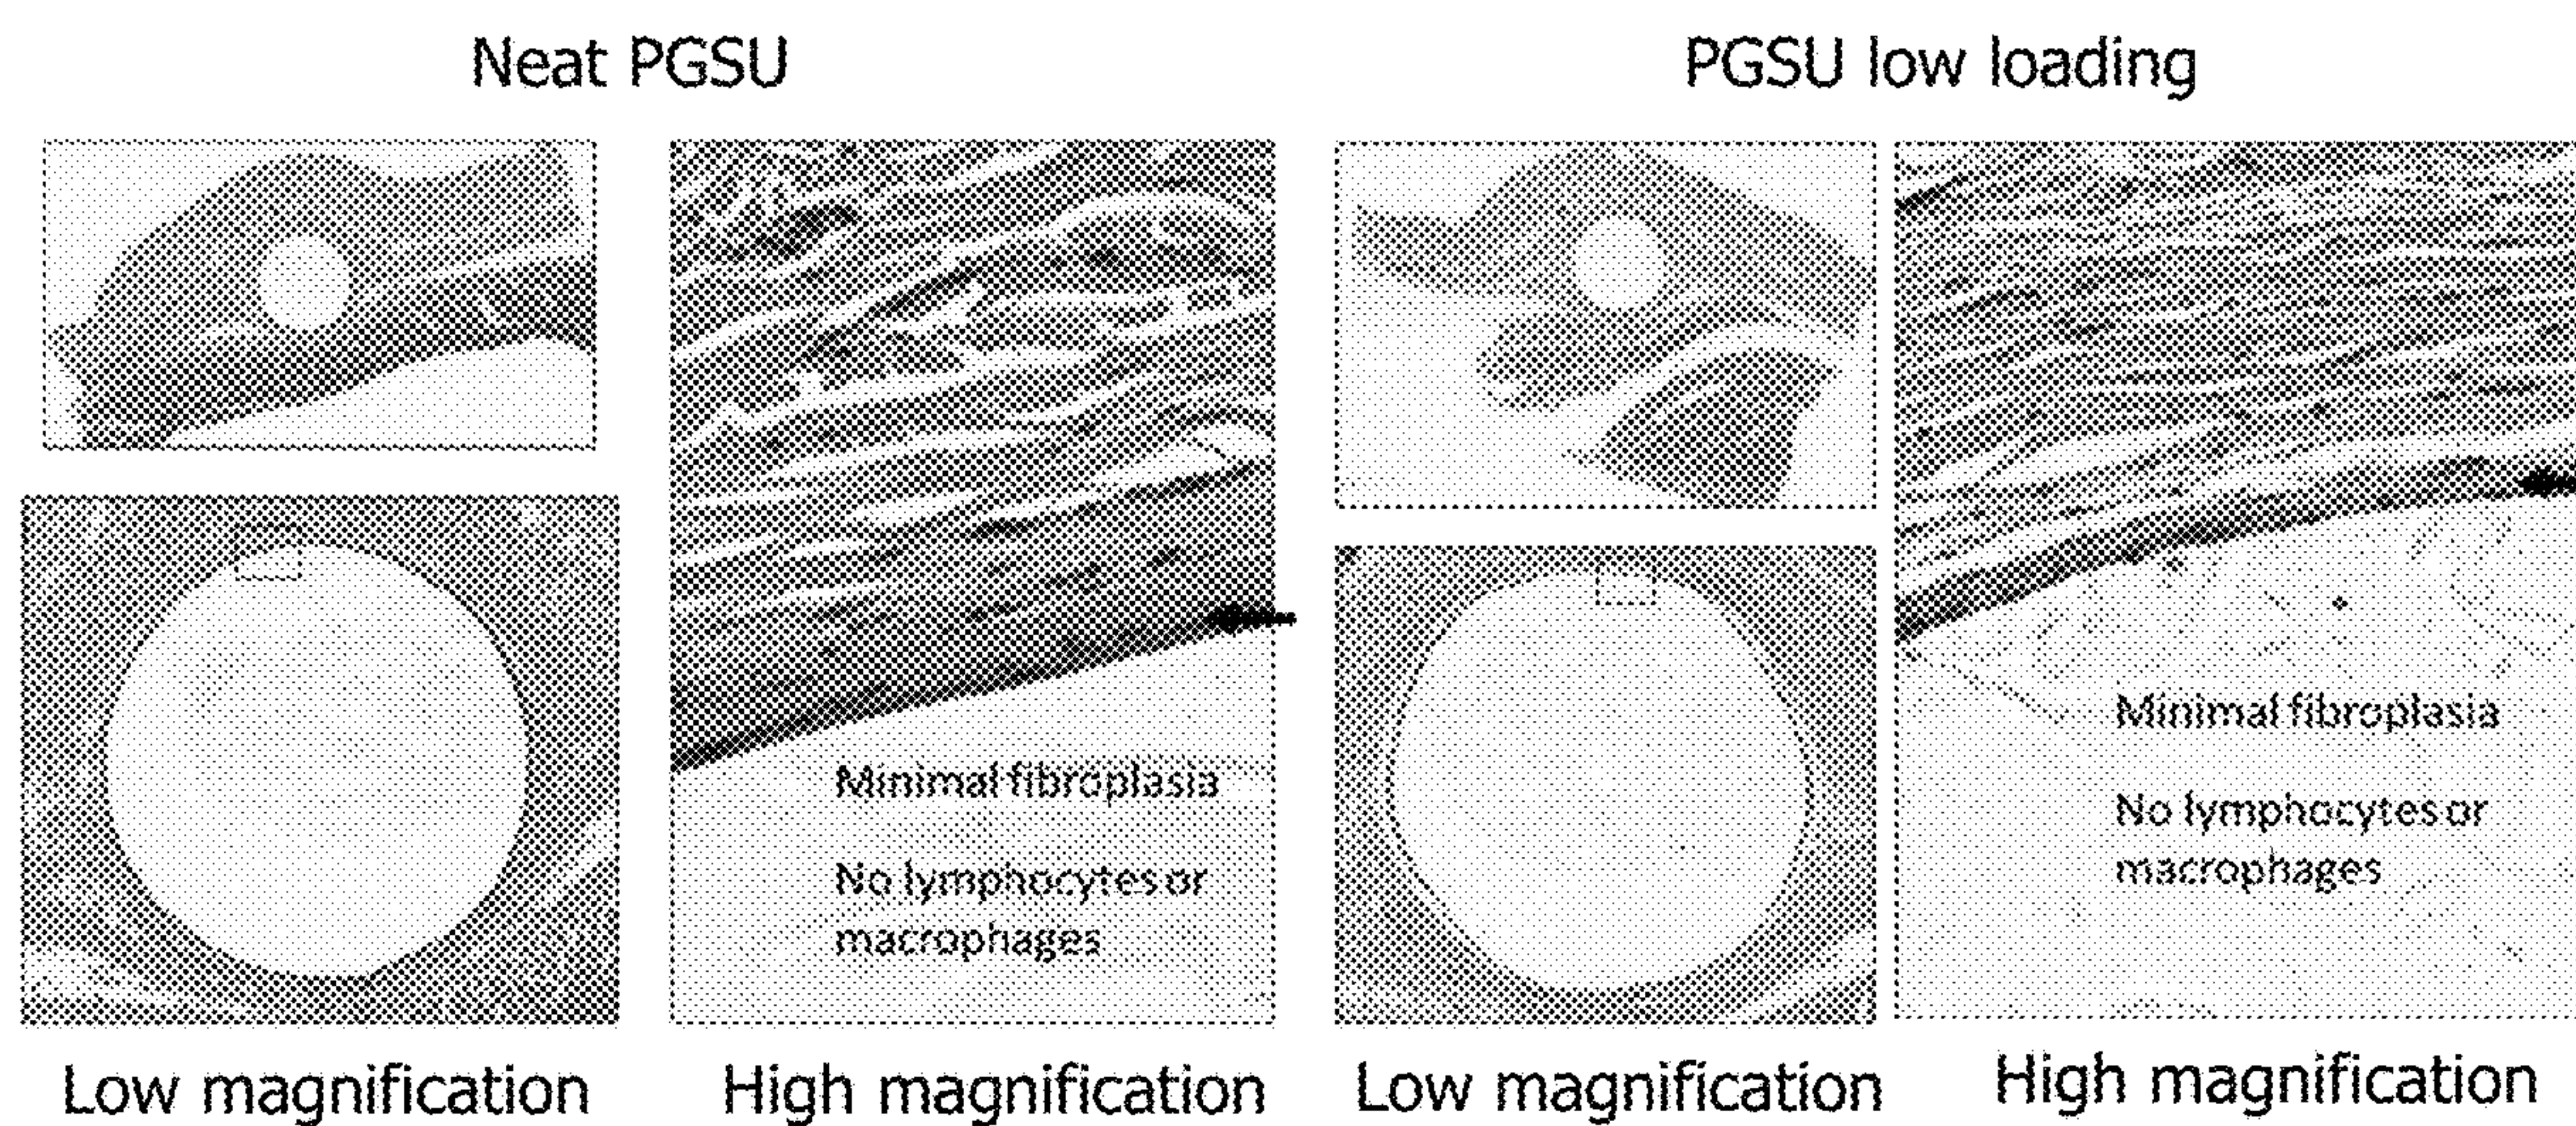 Neat PGSU
PGSU low loading
Minimal fibroplasia
No lymphocytes or
macrophages
Minimal fibroplasia
No lymphocytes or
macrophages
Low magnification
High magnification
Low magnification
High magnification